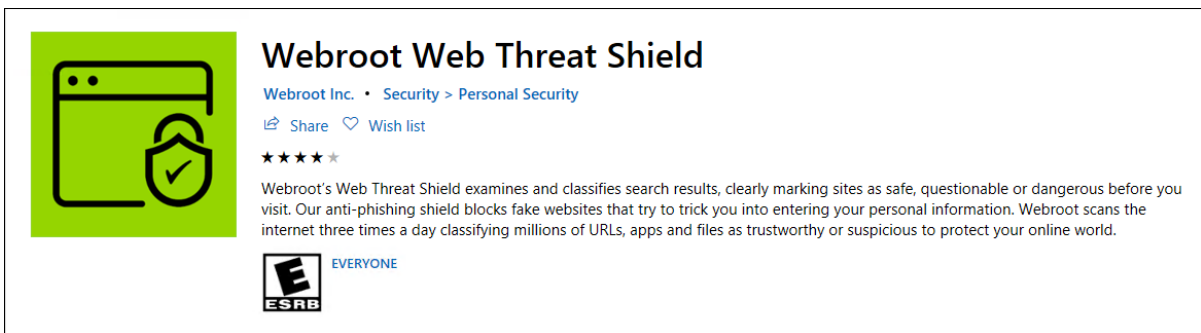 Webroot Web Threat Shield
Webroot Inc. • Security > Personal Security
Share Wish list
Webroot's Web Threat Shield examines and classifies search results, clearly marking sites as safe, questionable or dangerous before you
visit. Our anti-phishing shield blocks fake websites that try to trick you into entering your personal information. Webroot scans the
internet three times a day classifying millions of URLs, apps and files as trustworthy or suspicious to protect your online world.
EVERYONE
E
ESRB